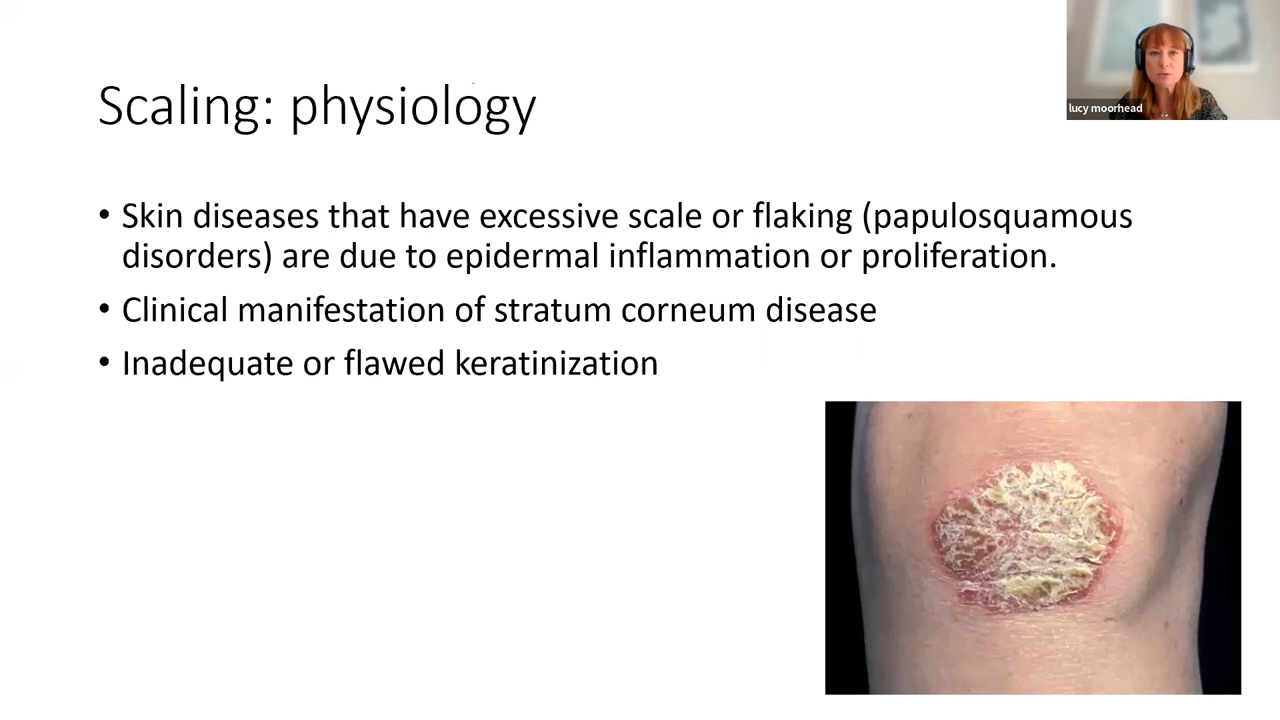 lucy moorhead
Scaling: physiology
• Skin diseases that have excessive scale or flaking (papulosquamous
disorders) are due to epidermal inflammation or proliferation.
• Clinical manifestation of stratum corneum disease
• Inadequate or flawed keratinization